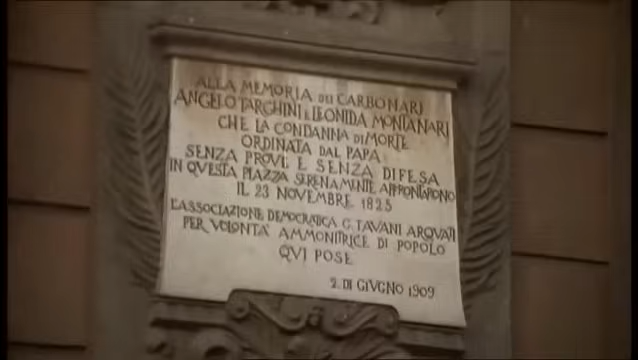 ALLA MEMORIA DEI CARBONARI
ANGELO TARGHINI E LEONIDA MONTANARI
CHE LA CONDANNA DI MORTE
ORDINATA DAL PAPA
SENZA PROVE E SENZA DIFESA
IN QUESTA PIAZZA SERENAMENTE AFFRONTARONO
IL 23 NOVEMBRE 1825
L'ASSOCIAZIONE DEMOCRATICA G. TAVANI ARQUATI
PER VOLONTA' AMMONITRICE DI POPOLO
QVI POSE
2. DI GIVGNO 1909